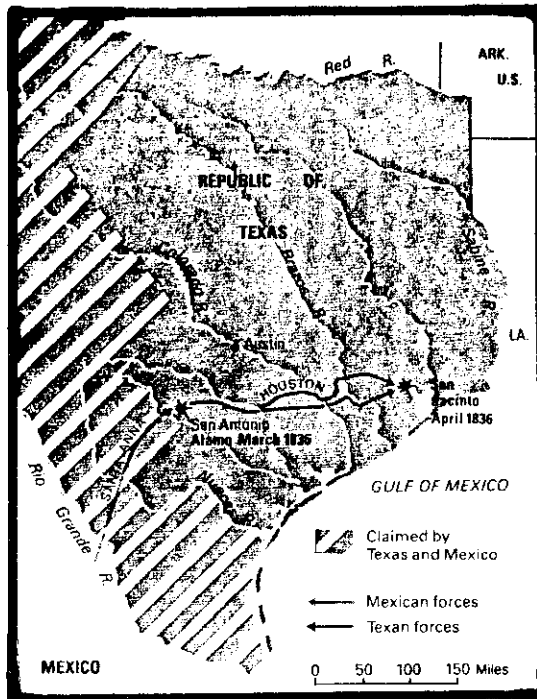 Red R.
ARK.
U.S.
REPUBLIC OF
TEXAS
Colorado R.
Brazos R.
Sabine R.
LA.
Austin
HOUSTON
San
Jacinto
April 1836
San Antonio
Alamo March 1836
SANTA ANNA
Rio
Grande
R.
GULF OF MEXICO
Claimed by
Texas and Mexico
Mexican forces
Texan forces
MEXICO
0 50 100 150 Miles